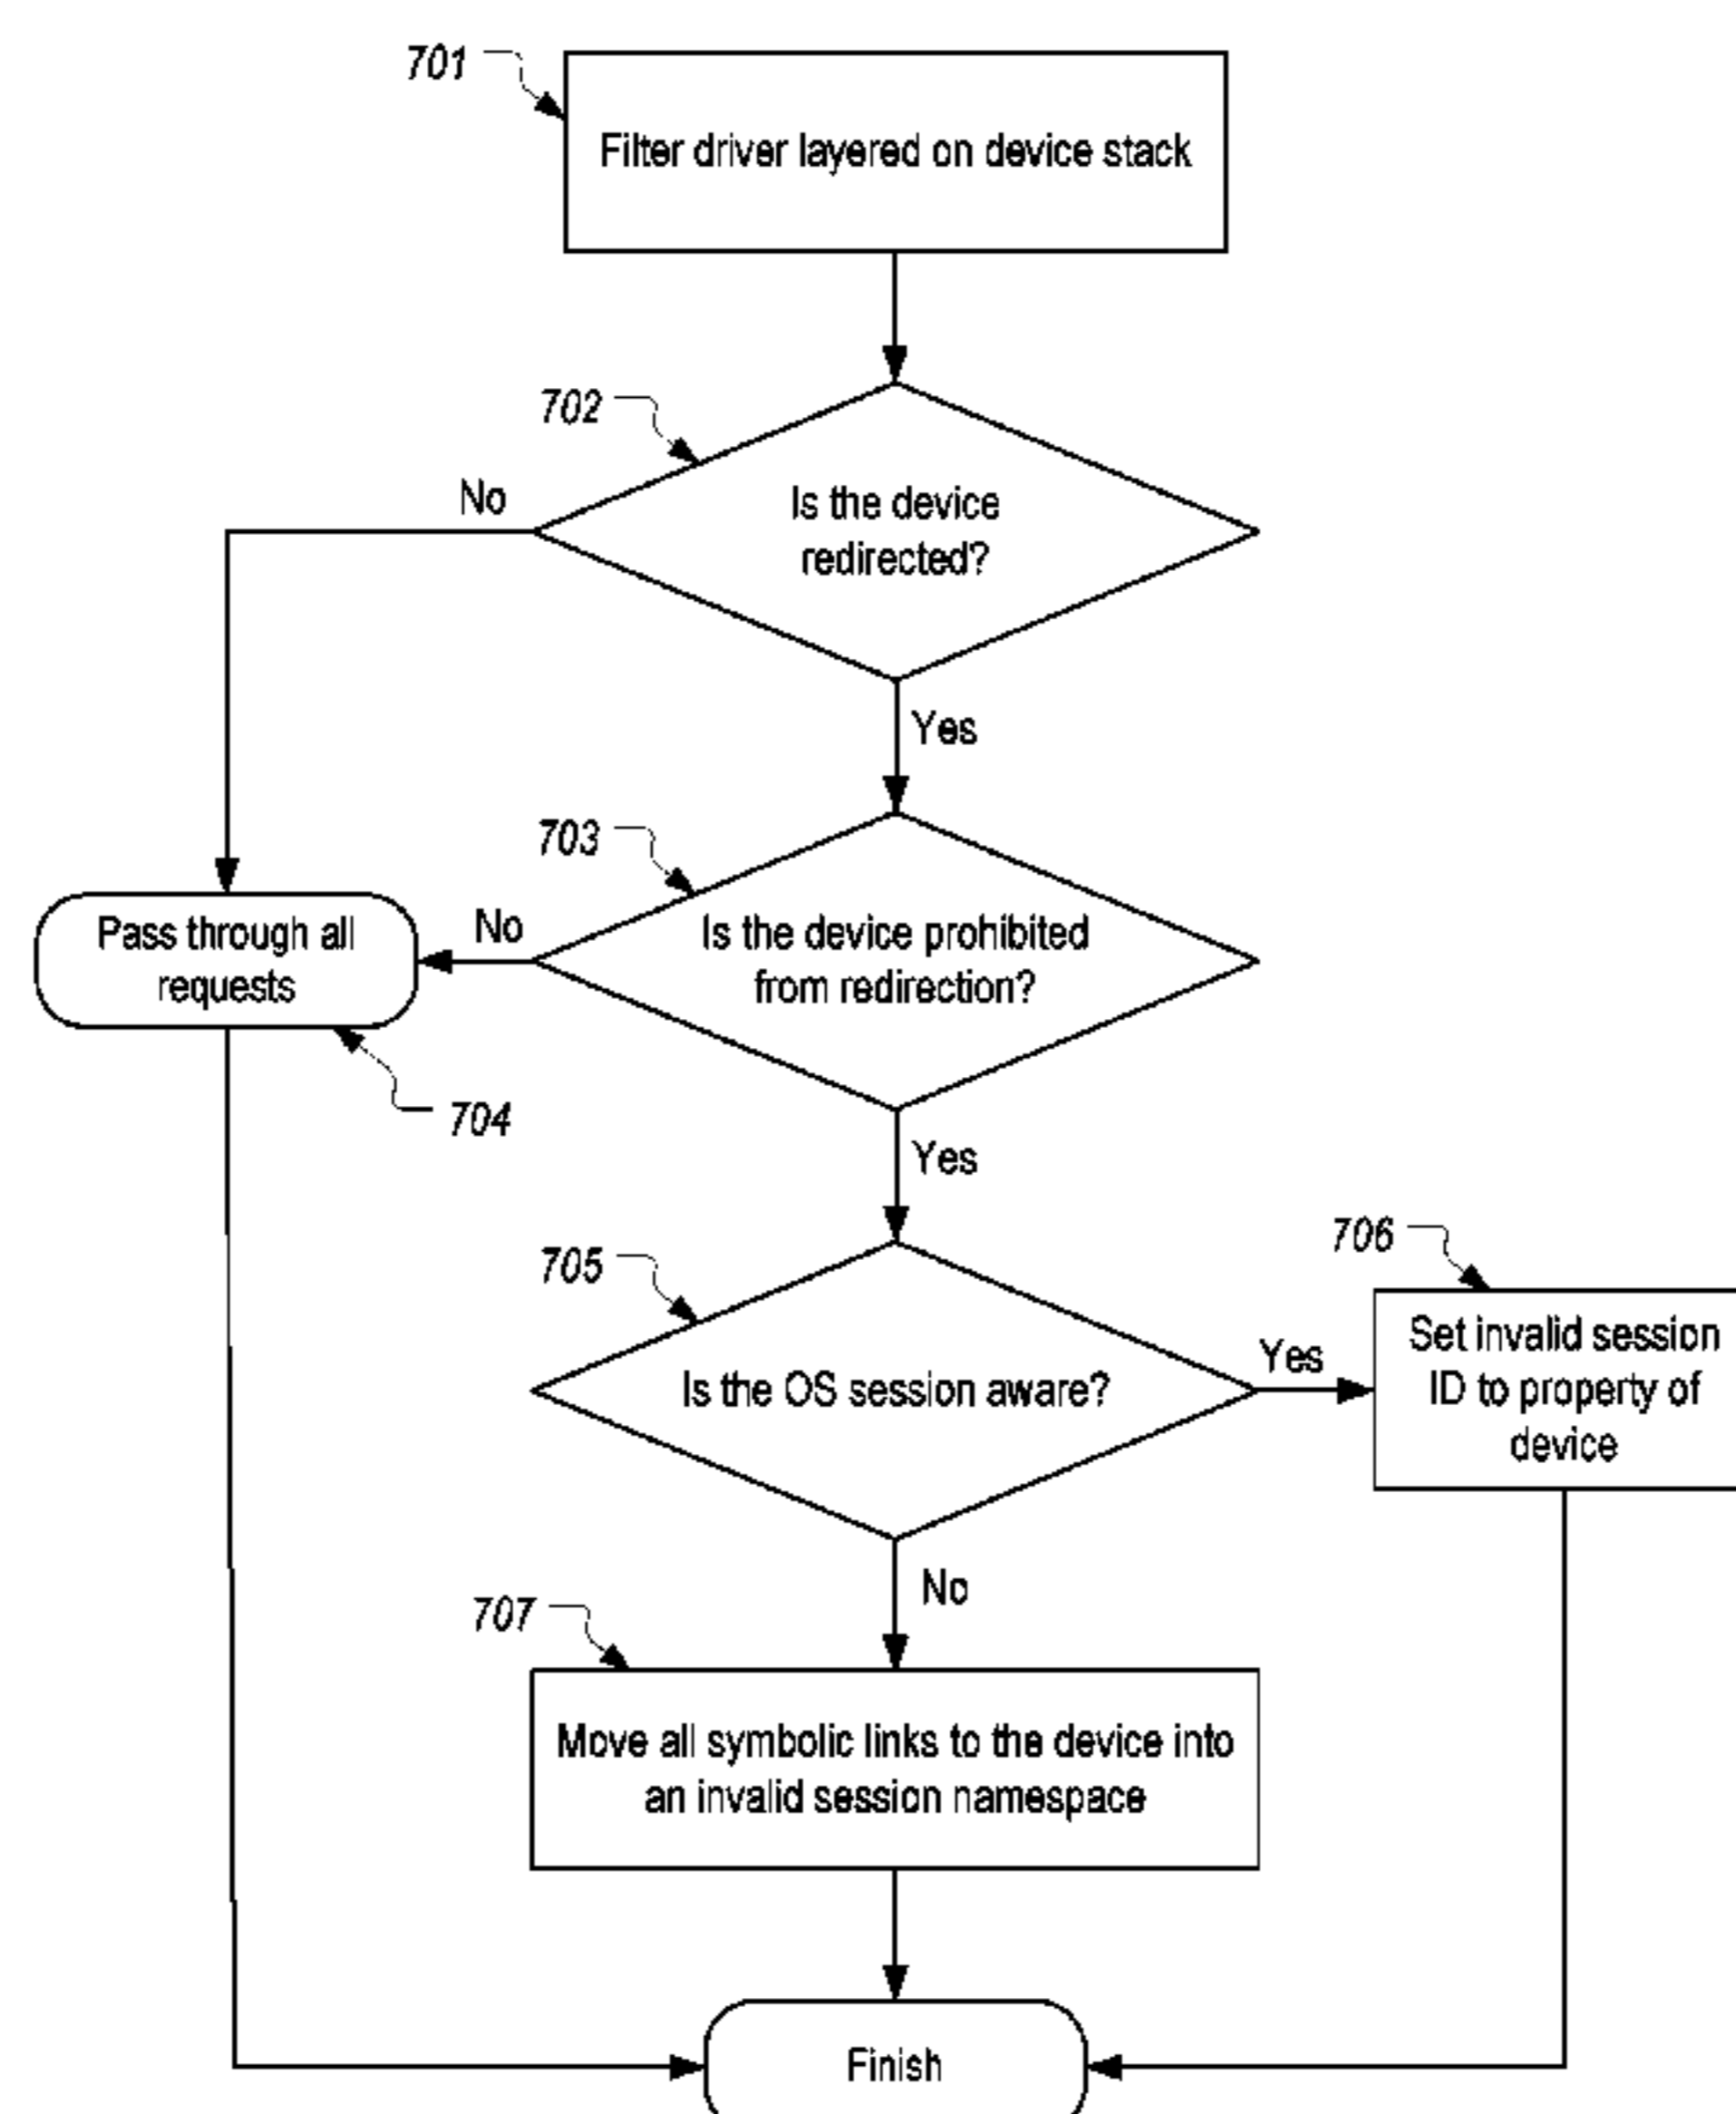 701
Filter driver layered on device stack
702
No
Is the device
redirected?
Yes
703
No
Is the device prohibited
from redirection?
Pass through all
requests
704
Yes
705
706
Is the OS session aware?
Yes
Set invalid session
ID to property of
device
No
707
Move all symbolic links to the device into
an invalid session namespace
Finish